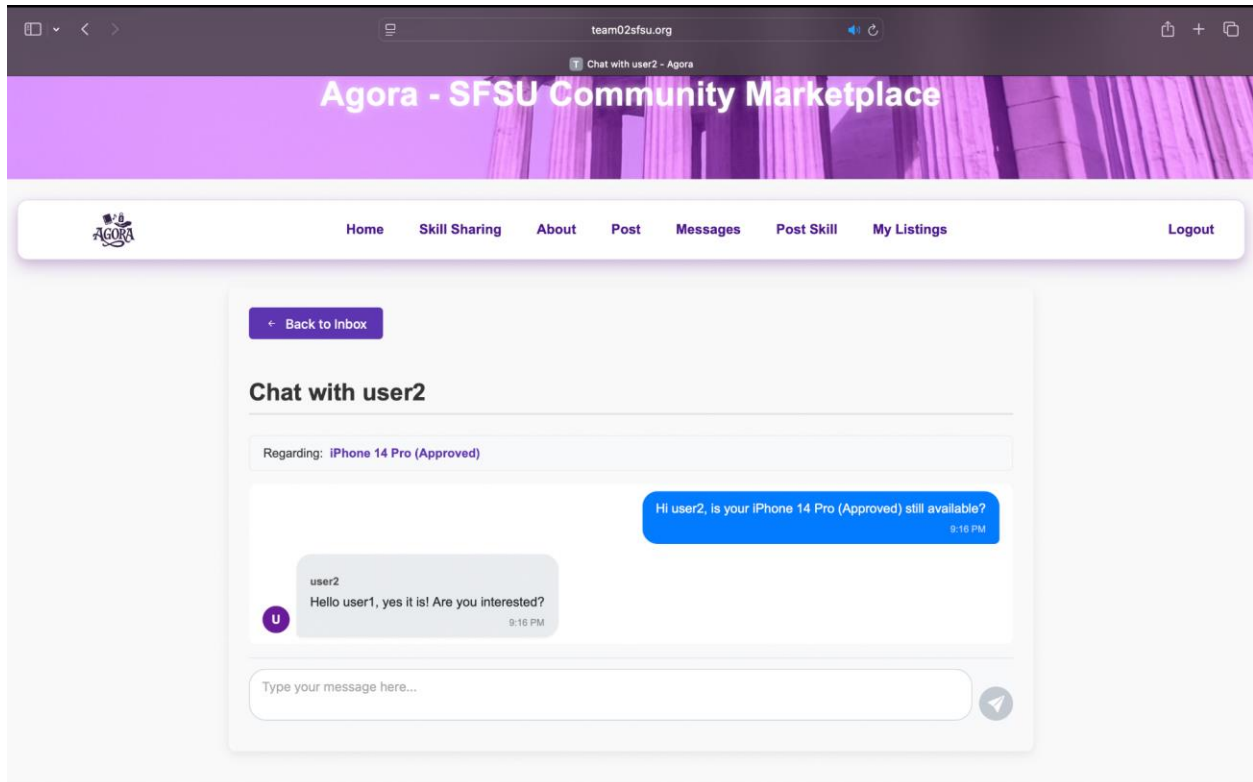 team02sfsu.org
T Chat with user2 - Agora
Agora - SFSU Community Marketplace
AGORA
Home Skill Sharing About Post Messages Post Skill My Listings Logout
← Back to Inbox
Chat with user2
Regarding: iPhone 14 Pro (Approved)
Hi user2, is your iPhone 14 Pro (Approved) still available?
9:16 PM
user2
U Hello user1, yes it is! Are you interested?
9:16 PM
Type your message here...